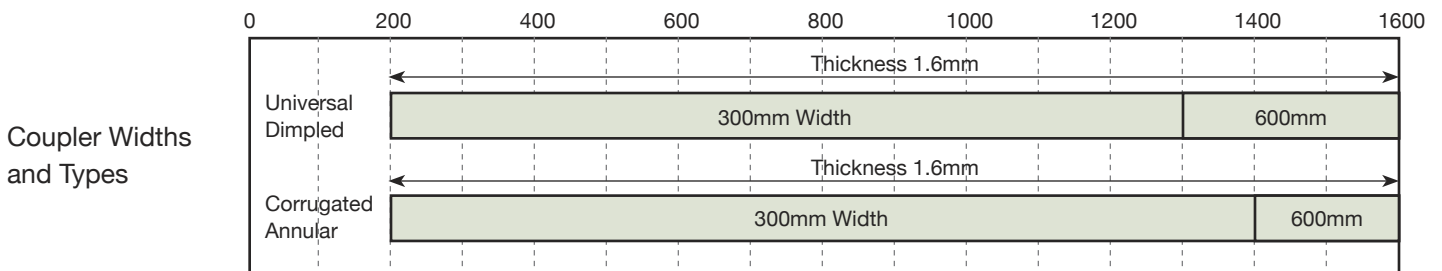 0 200 400 600 800 1000 1200 1400 1600
Coupler Widths
and Types
Thickness 1.6mm
Universal
Dimpled
300mm Width 600mm
Thickness 1.6mm
Corrugated
Annular
300mm Width 600mm